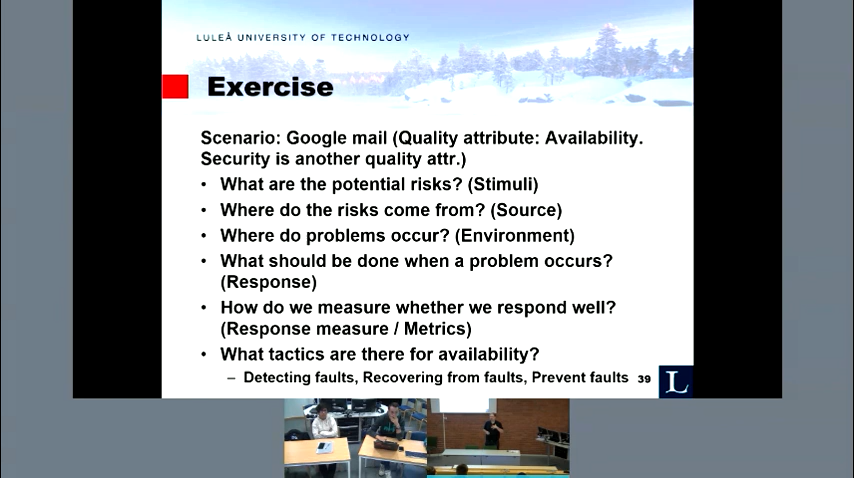 LULEÅ UNIVERSITY OF TECHNOLOGY
Exercise
Scenario: Google mail (Quality attribute: Availability.
Security is another quality attr.)
• What are the potential risks? (Stimuli)
• Where do the risks come from? (Source)
• Where do problems occur? (Environment)
• What should be done when a problem occurs?
(Response)
• How do we measure whether we respond well?
(Response measure / Metrics)
• What tactics are there for availability?
– Detecting faults, Recovering from faults, Prevent faults 39
L